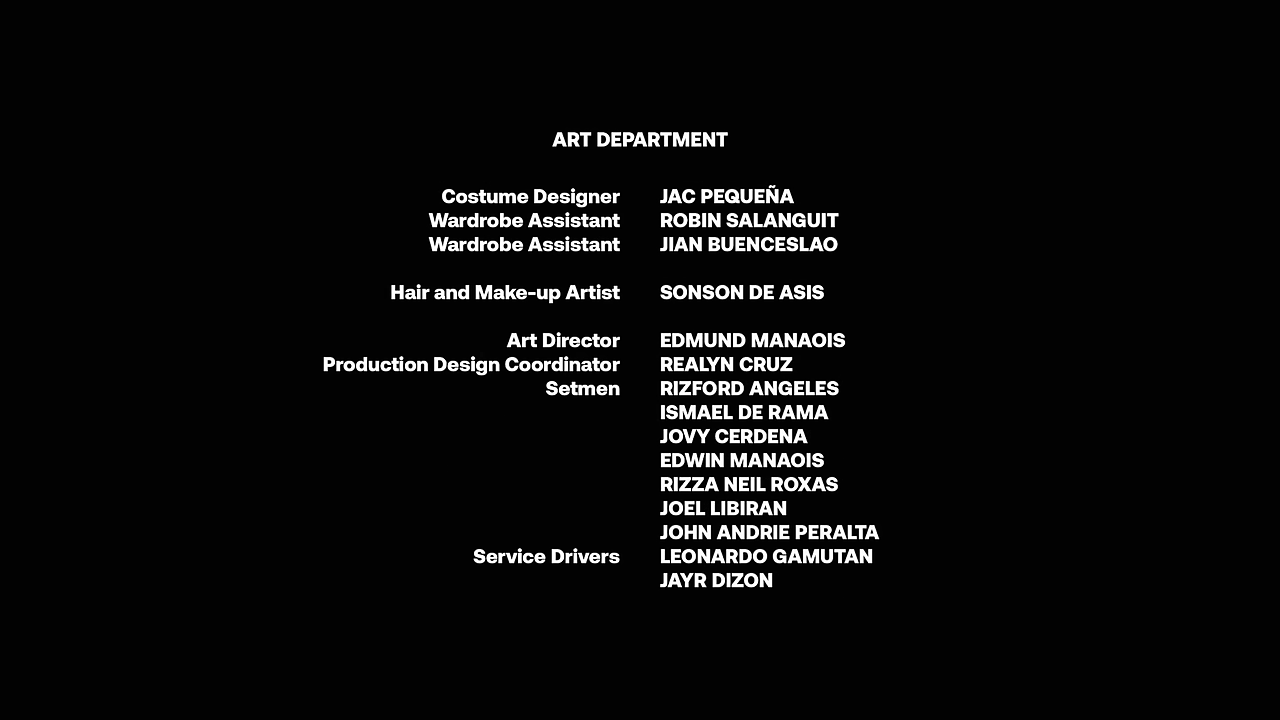 ART DEPARTMENT
Costume Designer JAC PEQUEÑA
Wardrobe Assistant ROBIN SALANGUIT
Wardrobe Assistant JIAN BUENCESLAO
Hair and Make-up Artist SONSON DE ASIS
Art Director EDMUND MANAOIS
Production Design Coordinator REALYN CRUZ
Setmen RIZFORD ANGELES
ISMAEL DE RAMA
JOVY CERDENA
EDWIN MANAOIS
RIZZA NEIL ROXAS
JOEL LIBIRAN
JOHN ANDRIE PERALTA
Service Drivers LEONARDO GAMUTAN
JAYR DIZON